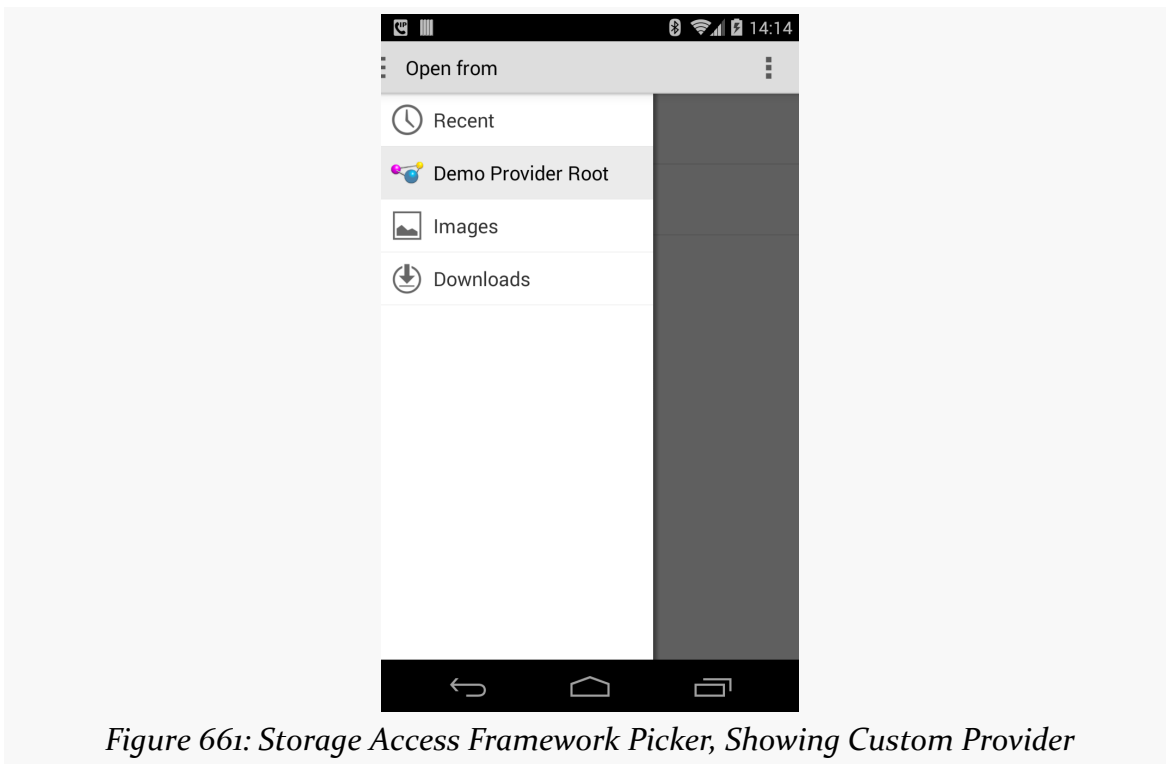 14:14
Open from
Recent
Demo Provider Root
Images
Downloads
Figure 661: Storage Access Framework Picker, Showing Custom Provider